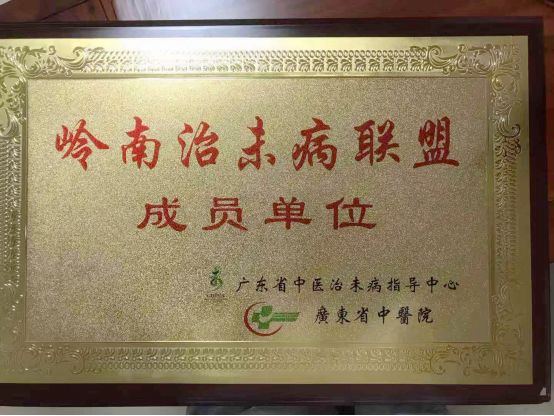 岭南治未病联盟
成员单位
广东省中医治未病指导中心
廣東省中醫院